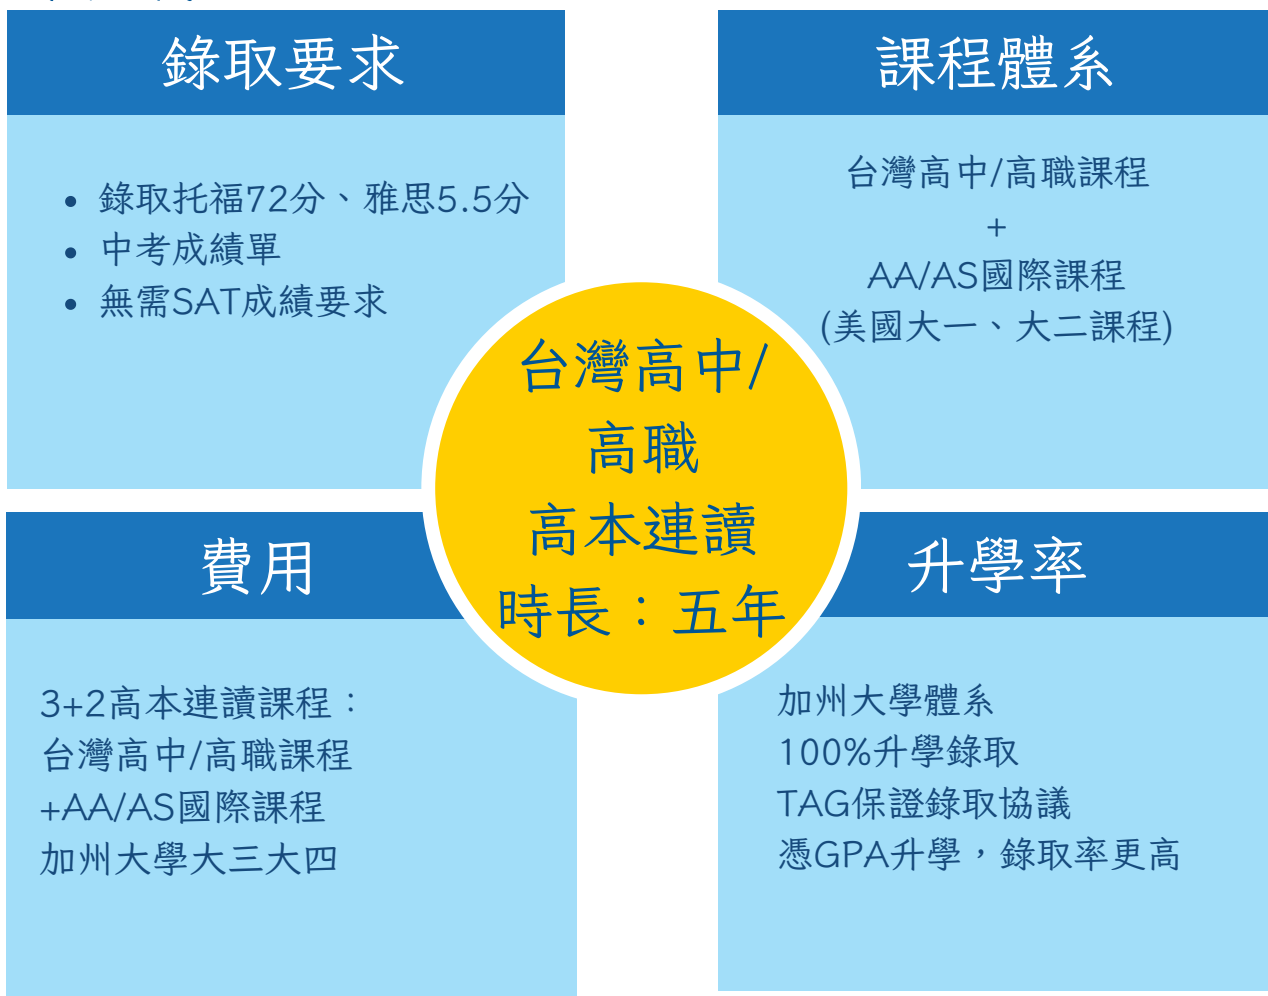 錄取要求
錄取托福72分、雅思5.5分
中考成績單
無需SAT成績要求
課程體系
台灣高中/高職課程
+
AA/AS國際課程
(美國大一、大二課程)
台灣高中/
高職
高本連讀
時長：五年
費用
3+2高本連讀課程：
台灣高中/高職課程
+AA/AS國際課程
加州大學大三大四
升學率
加州大學體系
100%升學錄取
TAG保證錄取協議
憑GPA升學，錄取率更高